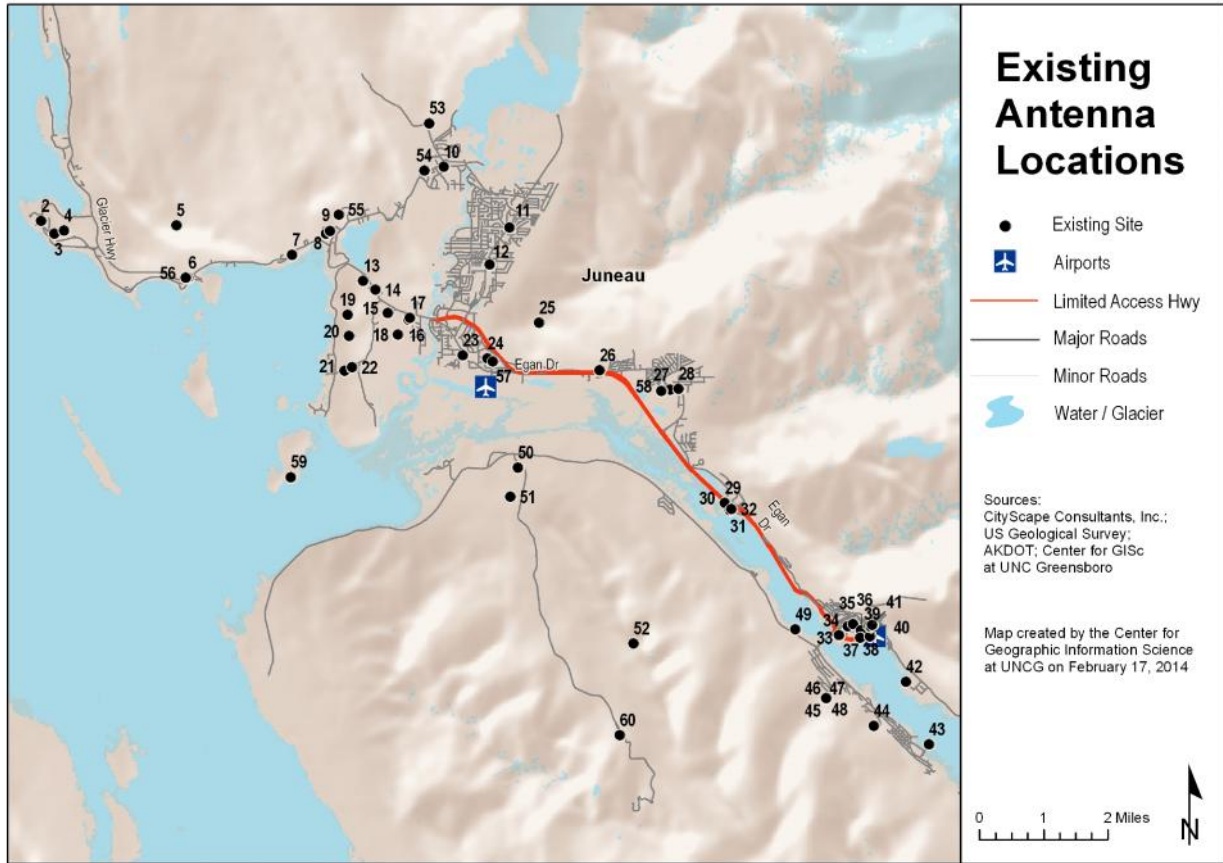 Existing
Antenna
Locations
Existing Site
Airports
Limited Access Hwy
Major Roads
Minor Roads
Water / Glacier
Sources:
CityScape Consultants, Inc.;
US Geological Survey;
AKDOT; Center for GISc
at UNC Greensboro
Map created by the Center for
Geographic Information Science
at UNCG on February 17, 2014
0 1 2 Miles
N
53
54 10
2 4
3
Glacier Hwy
5
55
9
8
7
11
12
56 6
Juneau
13
14
19
15
17
16
18
20
21 22
25
23
24
57
Egan Dr
26
27
28
58
59
50
51
29
30
32
31
Egan
Dr
49
35
36
41
34
39
40
33
37
38
52
42
46 47
45 48
44
43
60